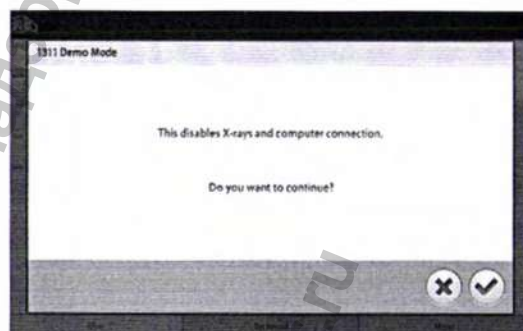 1311 Demo Mode
This disables X-rays and computer connection.
Do you want to continue?